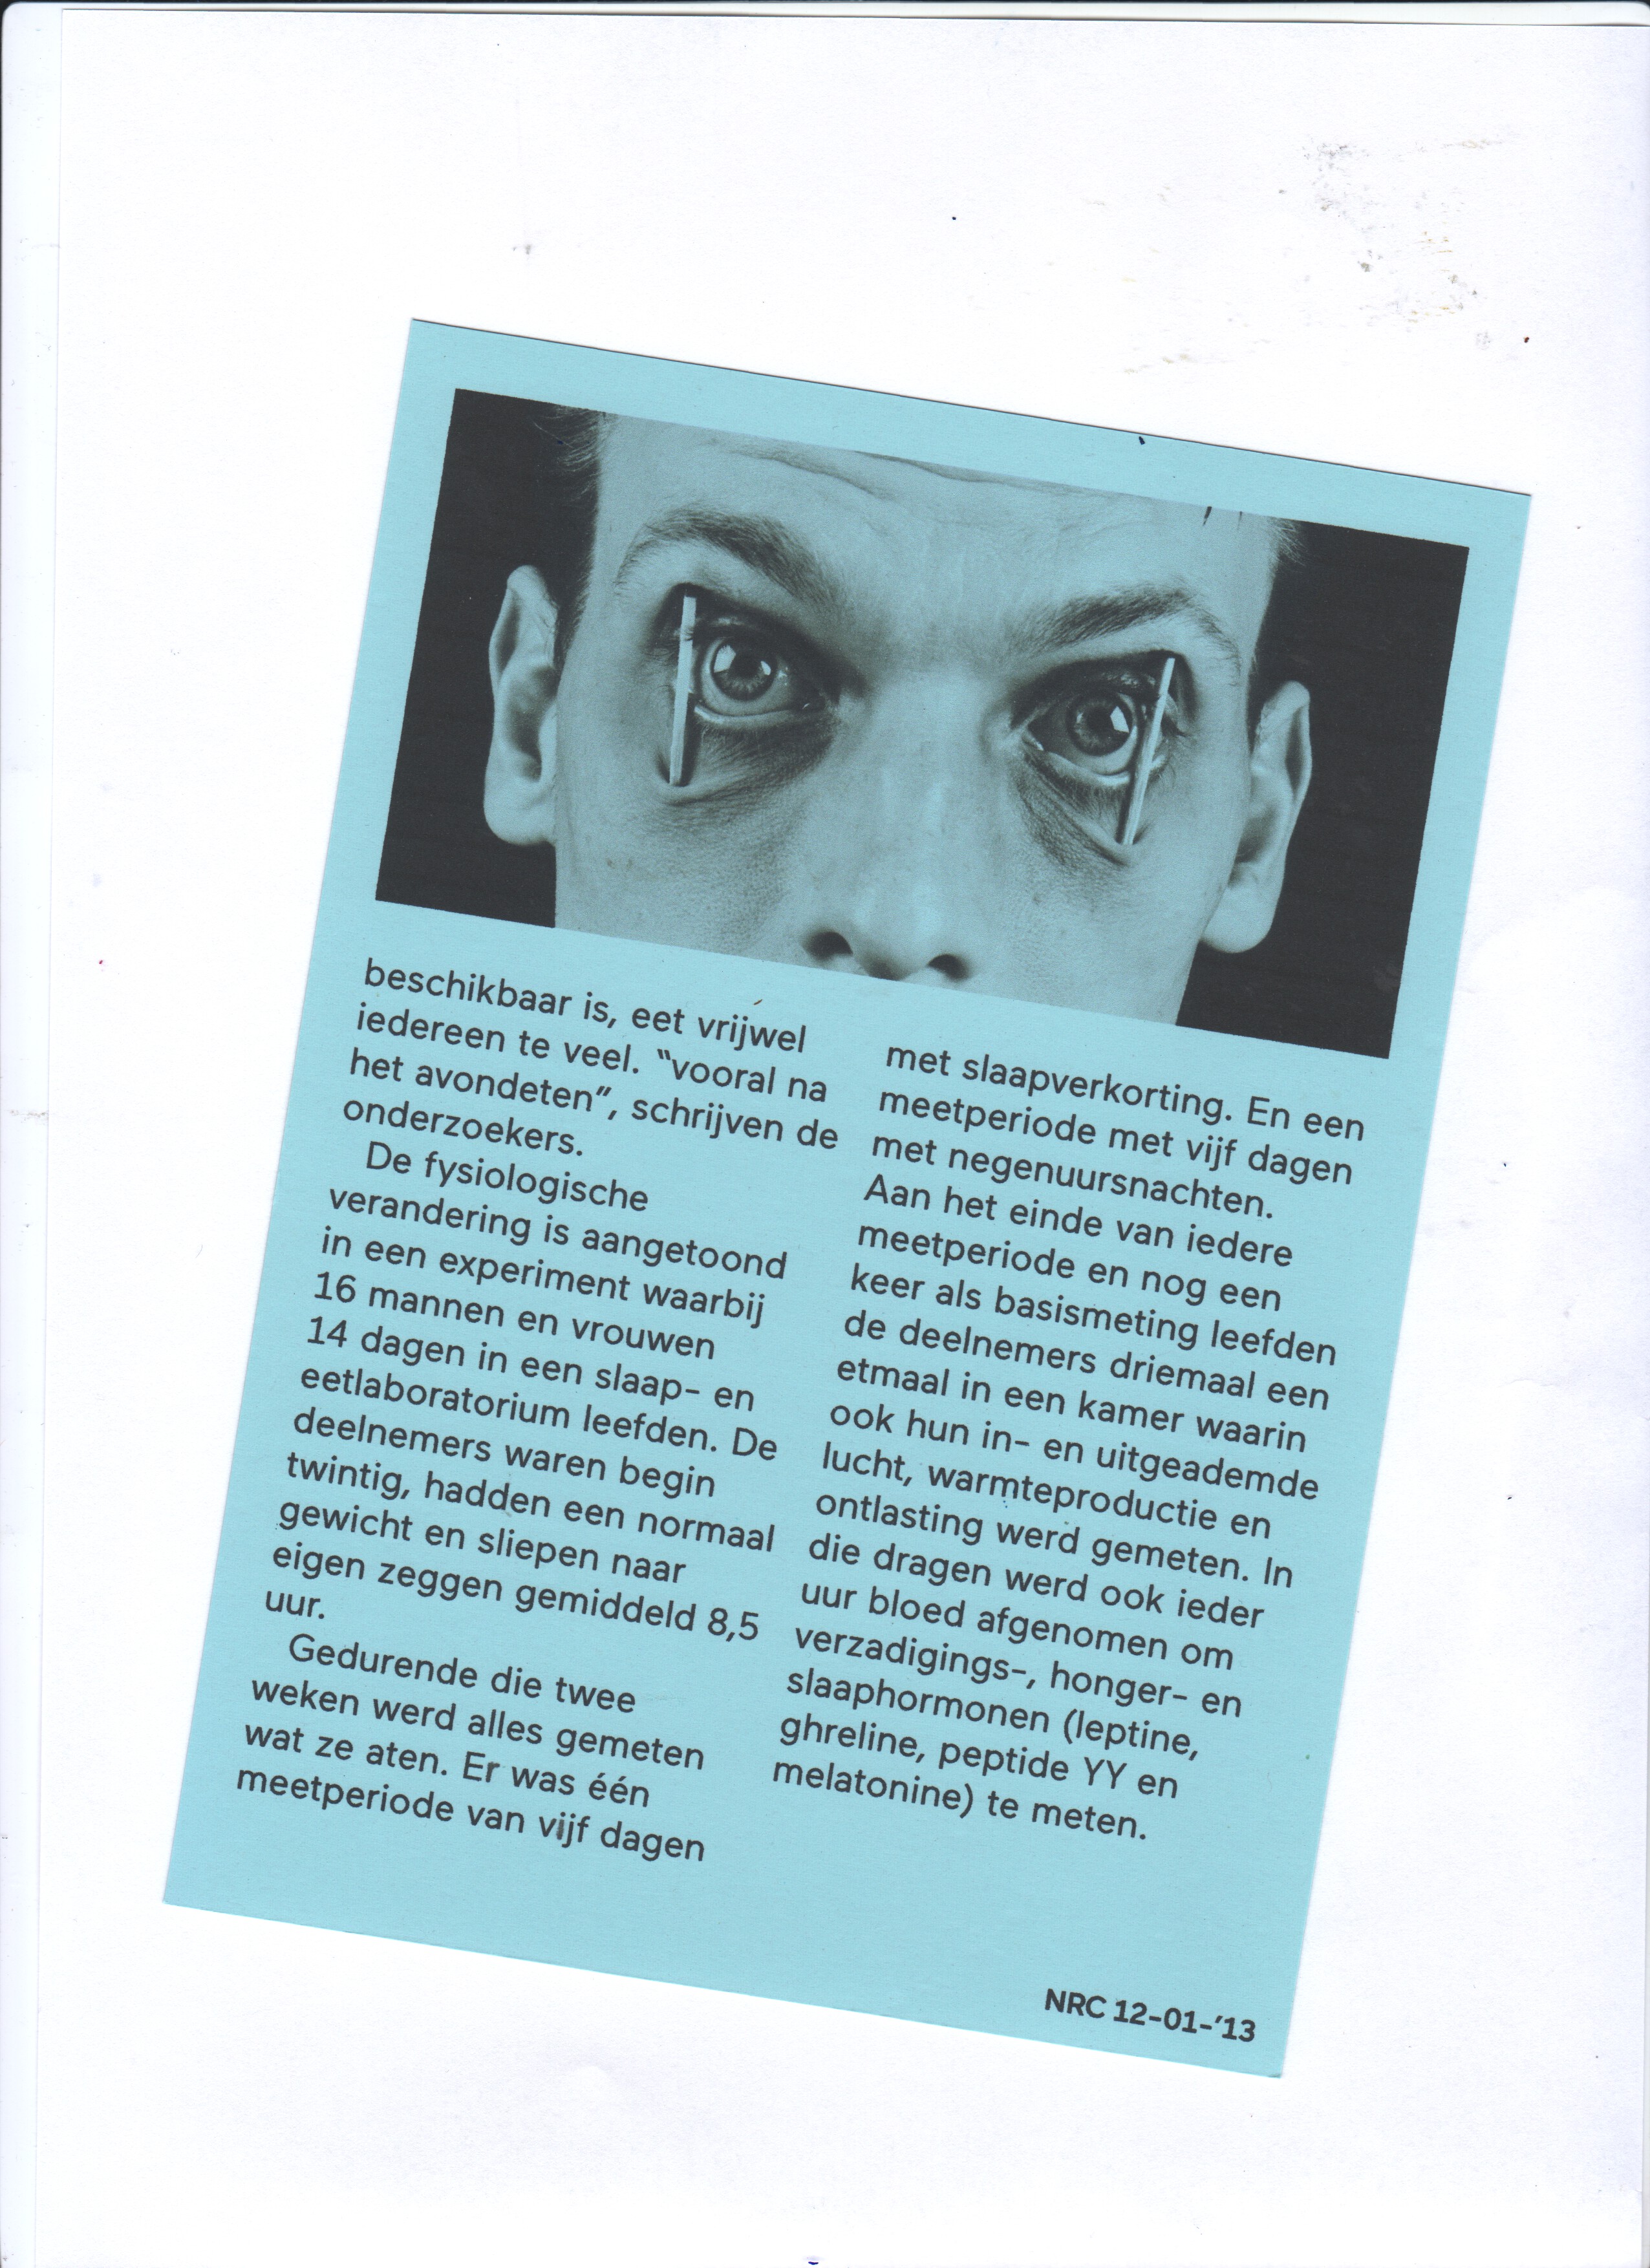 beschikbaar is, eet vrijwel
iedereen te veel. "vooral na
het avondeten", schrijven de
onderzoekers.
De fysiologische
verandering is aangetoond
in een experiment waarbij
16 mannen en vrouwen
14 dagen in een slaap- en
eetlaboratorium leefden. De
deelnemers waren begin
twintig, hadden een normaal
gewicht en sliepen naar
eigen zeggen gemiddeld 8,5
uur.
Gedurende die twee
weken werd alles gemeten
wat ze aten. Er was één
meetperiode van vijf dagen
met slaapverkorting. En een
meetperiode met vijf dagen
met negenuursnachten.
Aan het einde van iedere
meetperiode en nog een
keer als basismeting leefden
de deelnemers driemaal een
etmaal in een kamer waarin
ook hun in- en uitgeademde
lucht, warmteproductie en
ontlasting werd gemeten. In
die dragen werd ook ieder
uur bloed afgenomen om
verzadigings-, honger- en
slaaphormonen (leptine,
ghreline, peptide YY en
melatonine) te meten.
NRC 12-01-'13